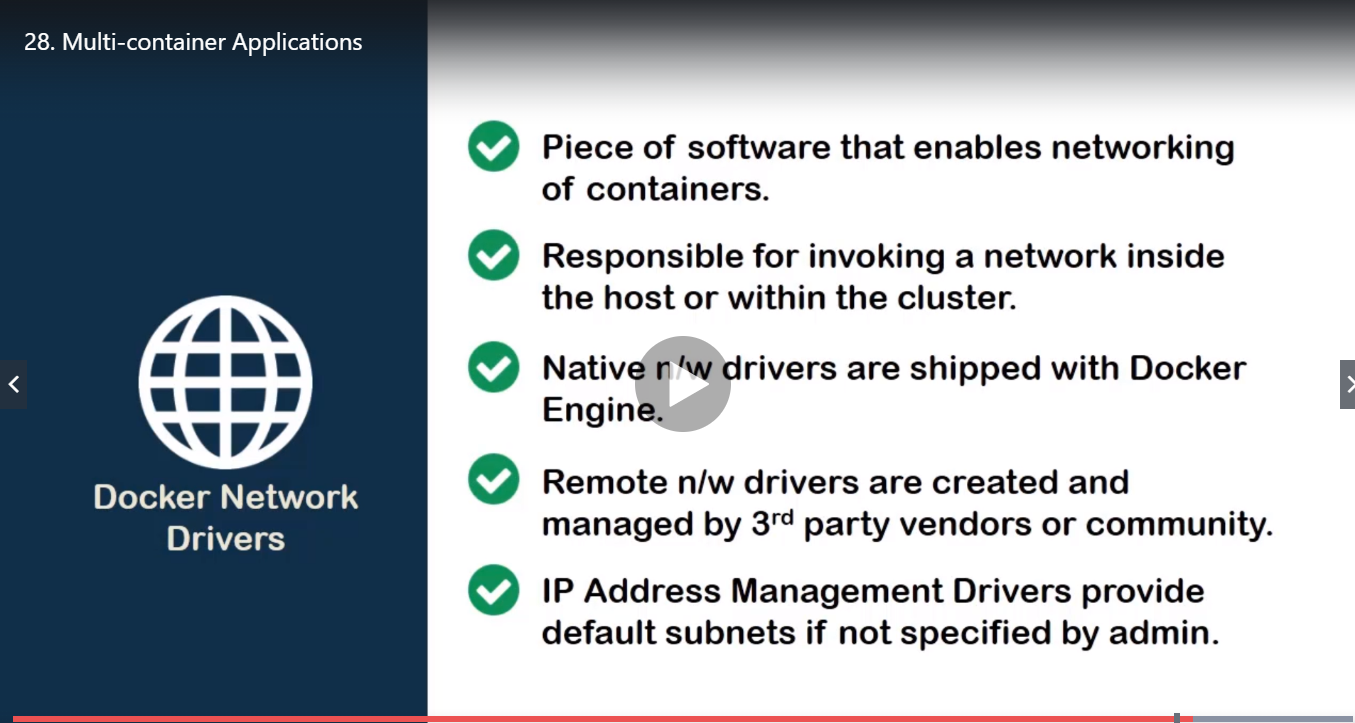 28. Multi-container Applications
Piece of software that enables networking
of containers.
Responsible for invoking a network inside
the host or within the cluster.
Native n/w drivers are shipped with Docker
Engine.
Remote n/w drivers are created and
managed by 3rd party vendors or community.
IP Address Management Drivers provide
default subnets if not specified by admin.
Docker Network
Drivers